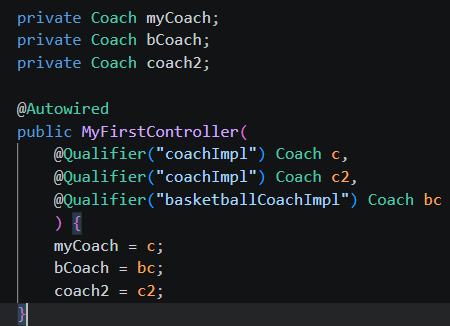 private Coach myCoach;
private Coach bCoach;
private Coach coach2;
@Autowired
public MyFirstController(
@Qualifier("coachImpl") Coach c,
@Qualifier("coachImpl") Coach c2,
@Qualifier("basketballCoachImpl") Coach bc
) {
myCoach = c;
bCoach = bc;
coach2 = c2;
}